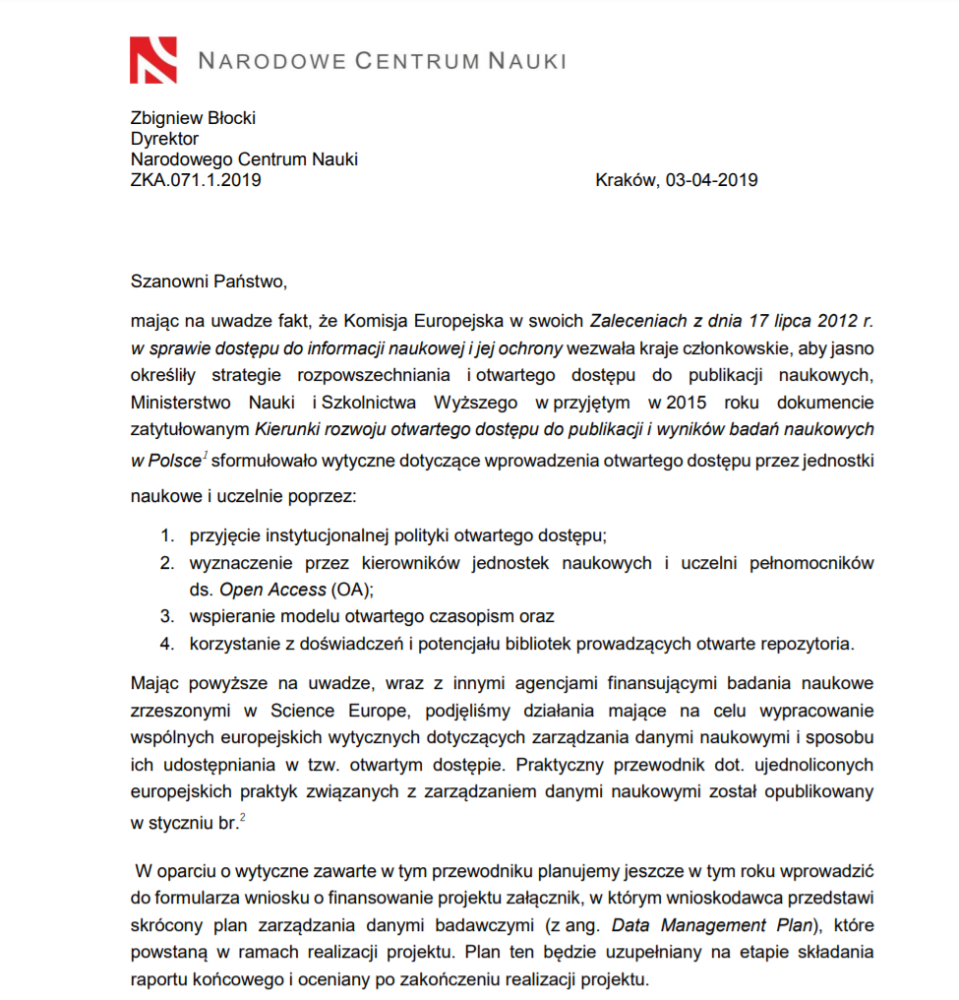 NARODOWE CENTRUM NAUKI
Zbigniew Błocki
Dyrektor
Narodowego Centrum Nauki
ZKA.071.1.2019 Kraków, 03-04-2019
Szanowni Państwo,
mając na uwadze fakt, że Komisja Europejska w swoich Zaleceniach z dnia 17 lipca 2012 r.
w sprawie dostępu do informacji naukowej i jej ochrony wezwała kraje członkowskie, aby jasno
określiły strategie rozpowszechniania i otwartego dostępu do publikacji naukowych,
Ministerstwo Nauki i Szkolnictwa Wyższego w przyjętym w 2015 roku dokumencie
zatytułowanym Kierunki rozwoju otwartego dostępu do publikacji i wyników badań naukowych
w Polsce¹ sformułowało wytyczne dotyczące wprowadzenia otwartego dostępu przez jednostki
naukowe i uczelnie poprzez:
1. przyjęcie instytucjonalnej polityki otwartego dostępu;
2. wyznaczenie przez kierowników jednostek naukowych i uczelni pełnomocników
ds. Open Access (OA);
3. wspieranie modelu otwartego czasopism oraz
4. korzystanie z doświadczeń i potencjału bibliotek prowadzących otwarte repozytoria.
Mając powyższe na uwadze, wraz z innymi agencjami finansującymi badania naukowe
zrzeszonymi w Science Europe, podjęliśmy działania mające na celu wypracowanie
wspólnych europejskich wytycznych dotyczących zarządzania danymi naukowymi i sposobu
ich udostępniania w tzw. otwartym dostępie. Praktyczny przewodnik dot. ujednoliconych
europejskich praktyk związanych z zarządzaniem danymi naukowymi został opublikowany
w styczniu br.²
W oparciu o wytyczne zawarte w tym przewodniku planujemy jeszcze w tym roku wprowadzić
do formularza wniosku o finansowanie projektu załącznik, w którym wnioskodawca przedstawi
skrócony plan zarządzania danymi badawczymi (z ang. Data Management Plan), które
powstaną w ramach realizacji projektu. Plan ten będzie uzupełniany na etapie składania
raportu końcowego i oceniany po zakończeniu realizacji projektu.